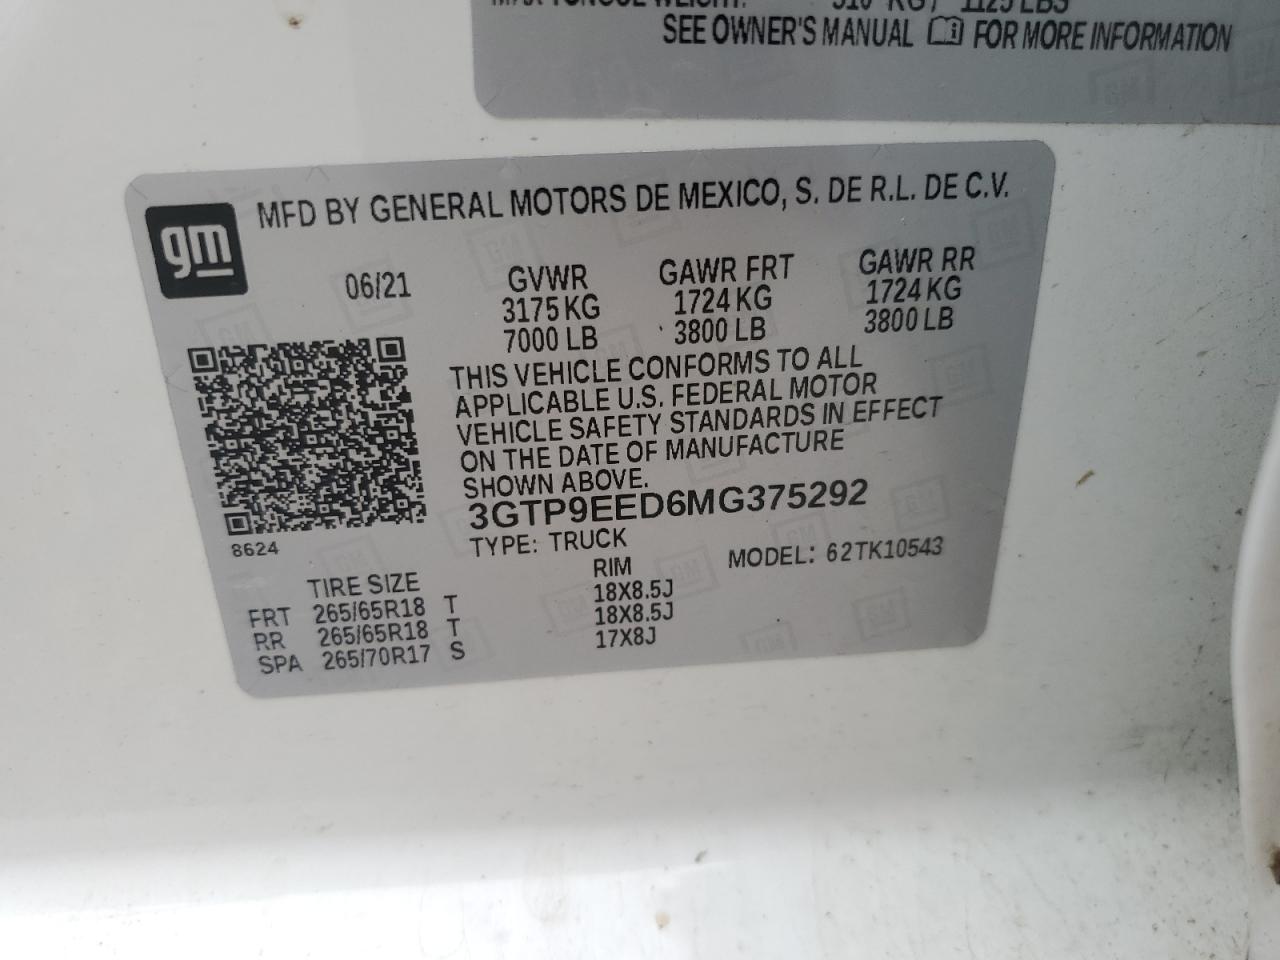 510 KG / 1125 LBS
SEE OWNER'S MANUAL FOR MORE INFORMATION
gm
MFD BY GENERAL MOTORS DE MEXICO, S. DE R.L. DE C.V.
06/21 GVWR GAWR FRT GAWR RR
3175 KG 1724 KG 1724 KG
7000 LB 3800 LB 3800 LB
THIS VEHICLE CONFORMS TO ALL
APPLICABLE U.S. FEDERAL MOTOR
VEHICLE SAFETY STANDARDS IN EFFECT
ON THE DATE OF MANUFACTURE
SHOWN ABOVE.
3GTP9EED6MG375292
8624
TYPE: TRUCK MODEL: 62TK10543
TIRE SIZE RIM
FRT 265/65R18 T 18X8.5J
RR 265/65R18 T 18X8.5J
SPA 265/70R17 S 17X8J